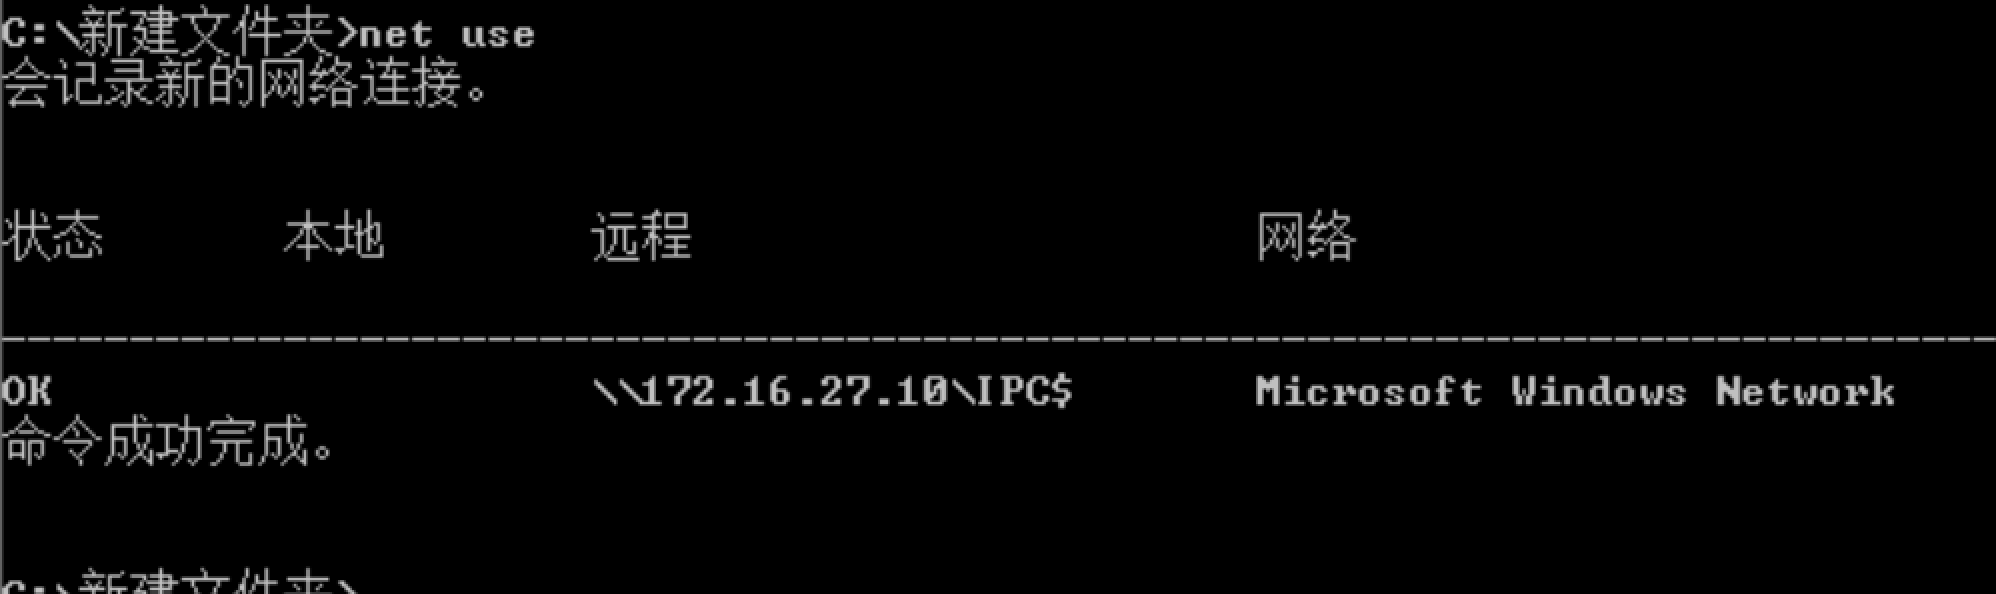 C:\新建文件夹>net use
会记录新的网络连接。
状态 本地 远程 网络
-------------------------------------------------------------------------------
OK \\172.16.27.10\IPC$ Microsoft Windows Network
命令成功完成。
C:\新建文件夹>